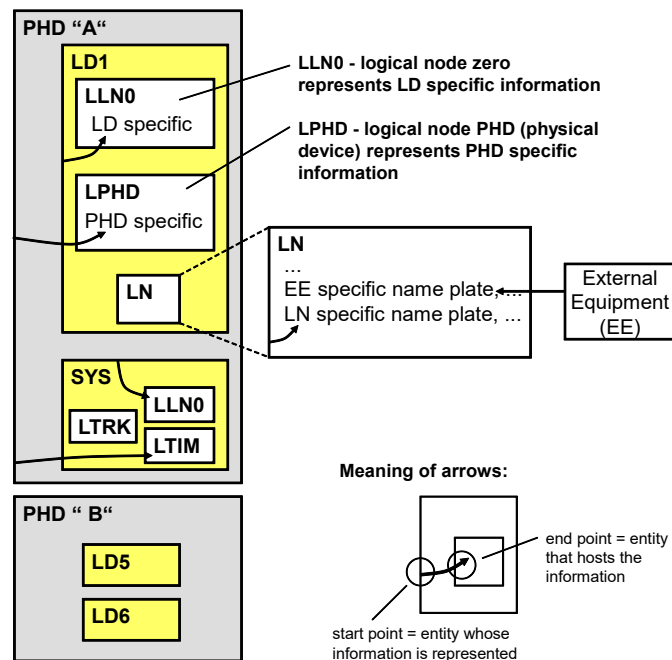 PHD “A“
LD1
LLN0
LD specific
LPHD
PHD specific
LN
LLN0 - logical node zero
represents LD specific information
LPHD - logical node PHD (physical
device) represents PHD specific
information
LN
...
EE specific name plate, ...
LN specific name plate, ...
External
Equipment
(EE)
SYS
LLN0
LTRK
LTIM
PHD “ B“
LD5
LD6
Meaning of arrows:
end point = entity
that hosts the
information
start point = entity whose
information is represented